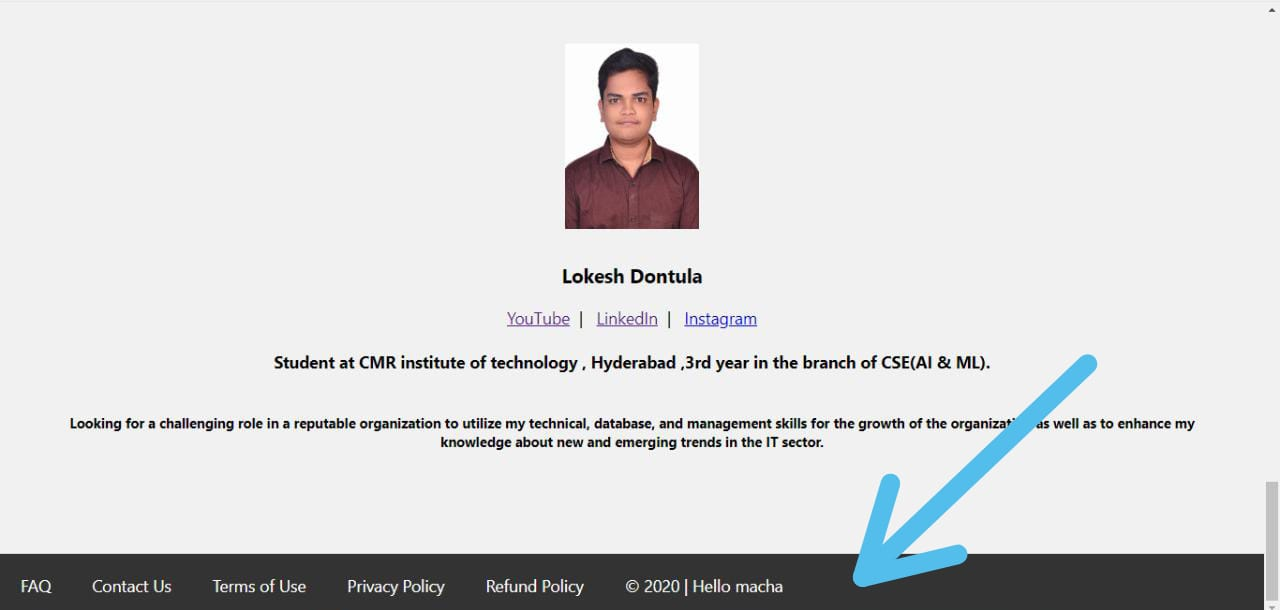 Lokesh Dontula
YouTube | LinkedIn | Instagram
Student at CMR institute of technology , Hyderabad ,3rd year in the branch of CSE(AI & ML).
Looking for a challenging role in a reputable organization to utilize my technical, database, and management skills for the growth of the organization as well as to enhance my
knowledge about new and emerging trends in the IT sector.
FAQ Contact Us Terms of Use Privacy Policy Refund Policy © 2020 | Hello macha